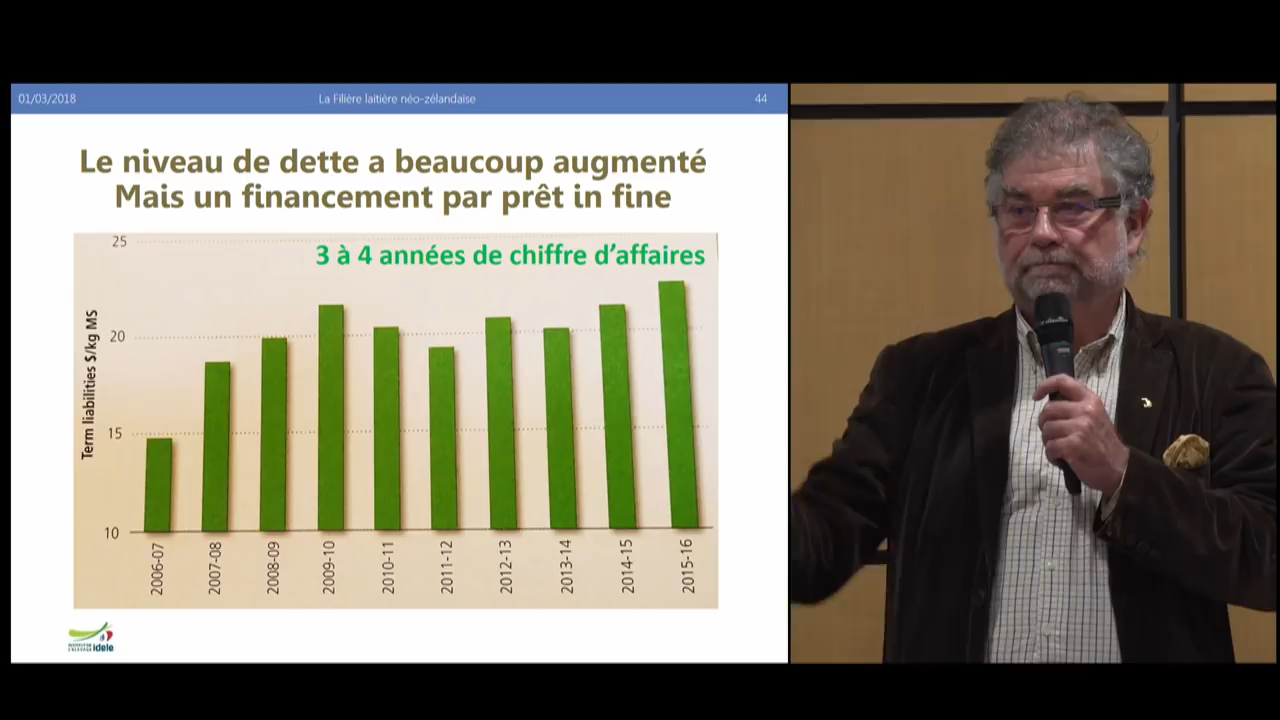 01/03/2018
La Filière laitière néo-zélandaise
44
Le niveau de dette a beaucoup augmenté
Mais un financement par prêt in fine
3 à 4 années de chiffre d'affaires
Term liabilities $/kg MS
25
20
15
10
2006-07
2007-08
2008-09
2009-10
2010-11
2011-12
2012-13
2013-14
2014-15
2015-16
INSTITUT DE
L'ELEVAGE idele